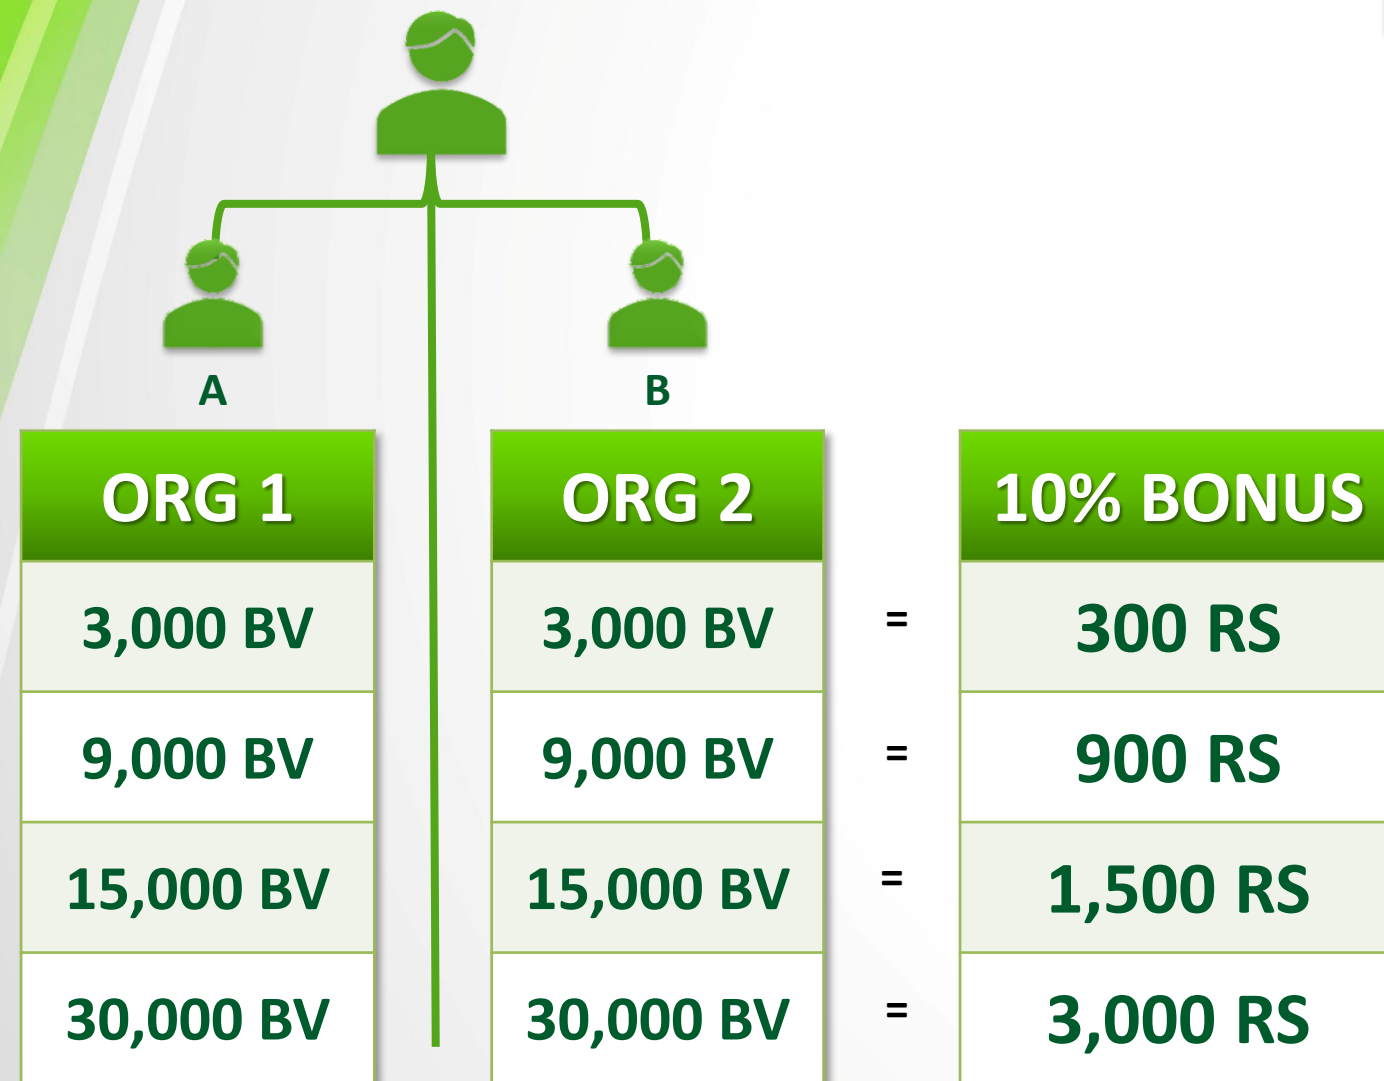 A
B
ORG 1 ORG 2 10% BONUS
3,000 BV 3,000 BV = 300 RS
9,000 BV 9,000 BV = 900 RS
15,000 BV 15,000 BV = 1,500 RS
30,000 BV 30,000 BV = 3,000 RS